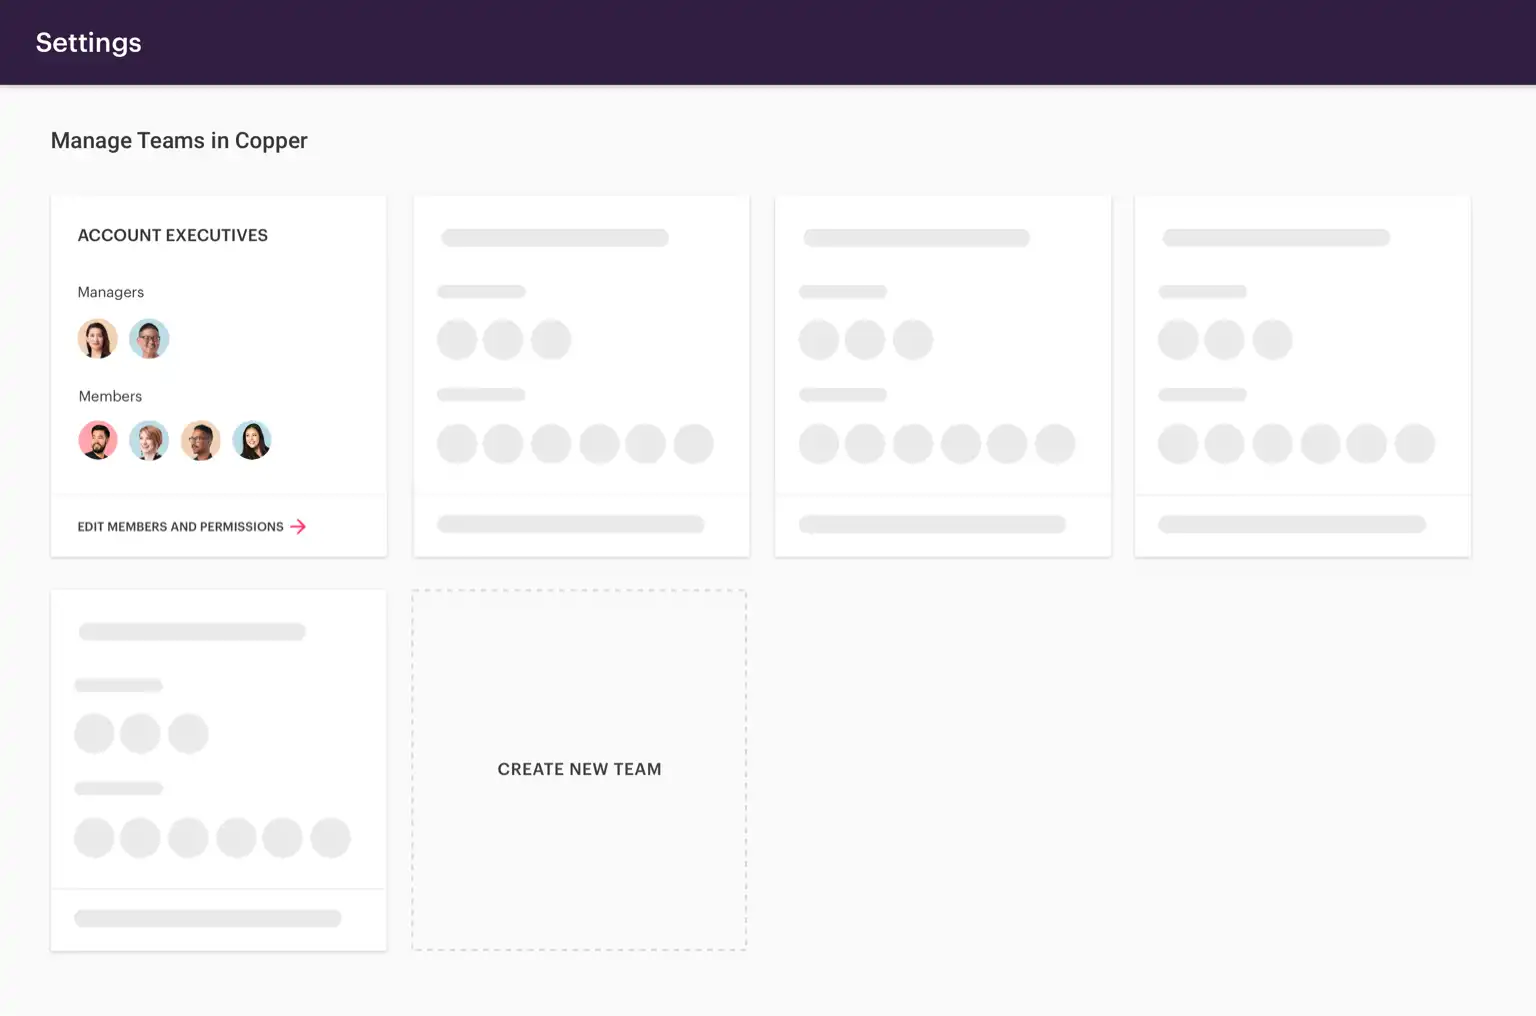 Settings
Manage Teams in Copper
ACCOUNT EXECUTIVES
Managers
Members
EDIT MEMBERS AND PERMISSIONS
CREATE NEW TEAM